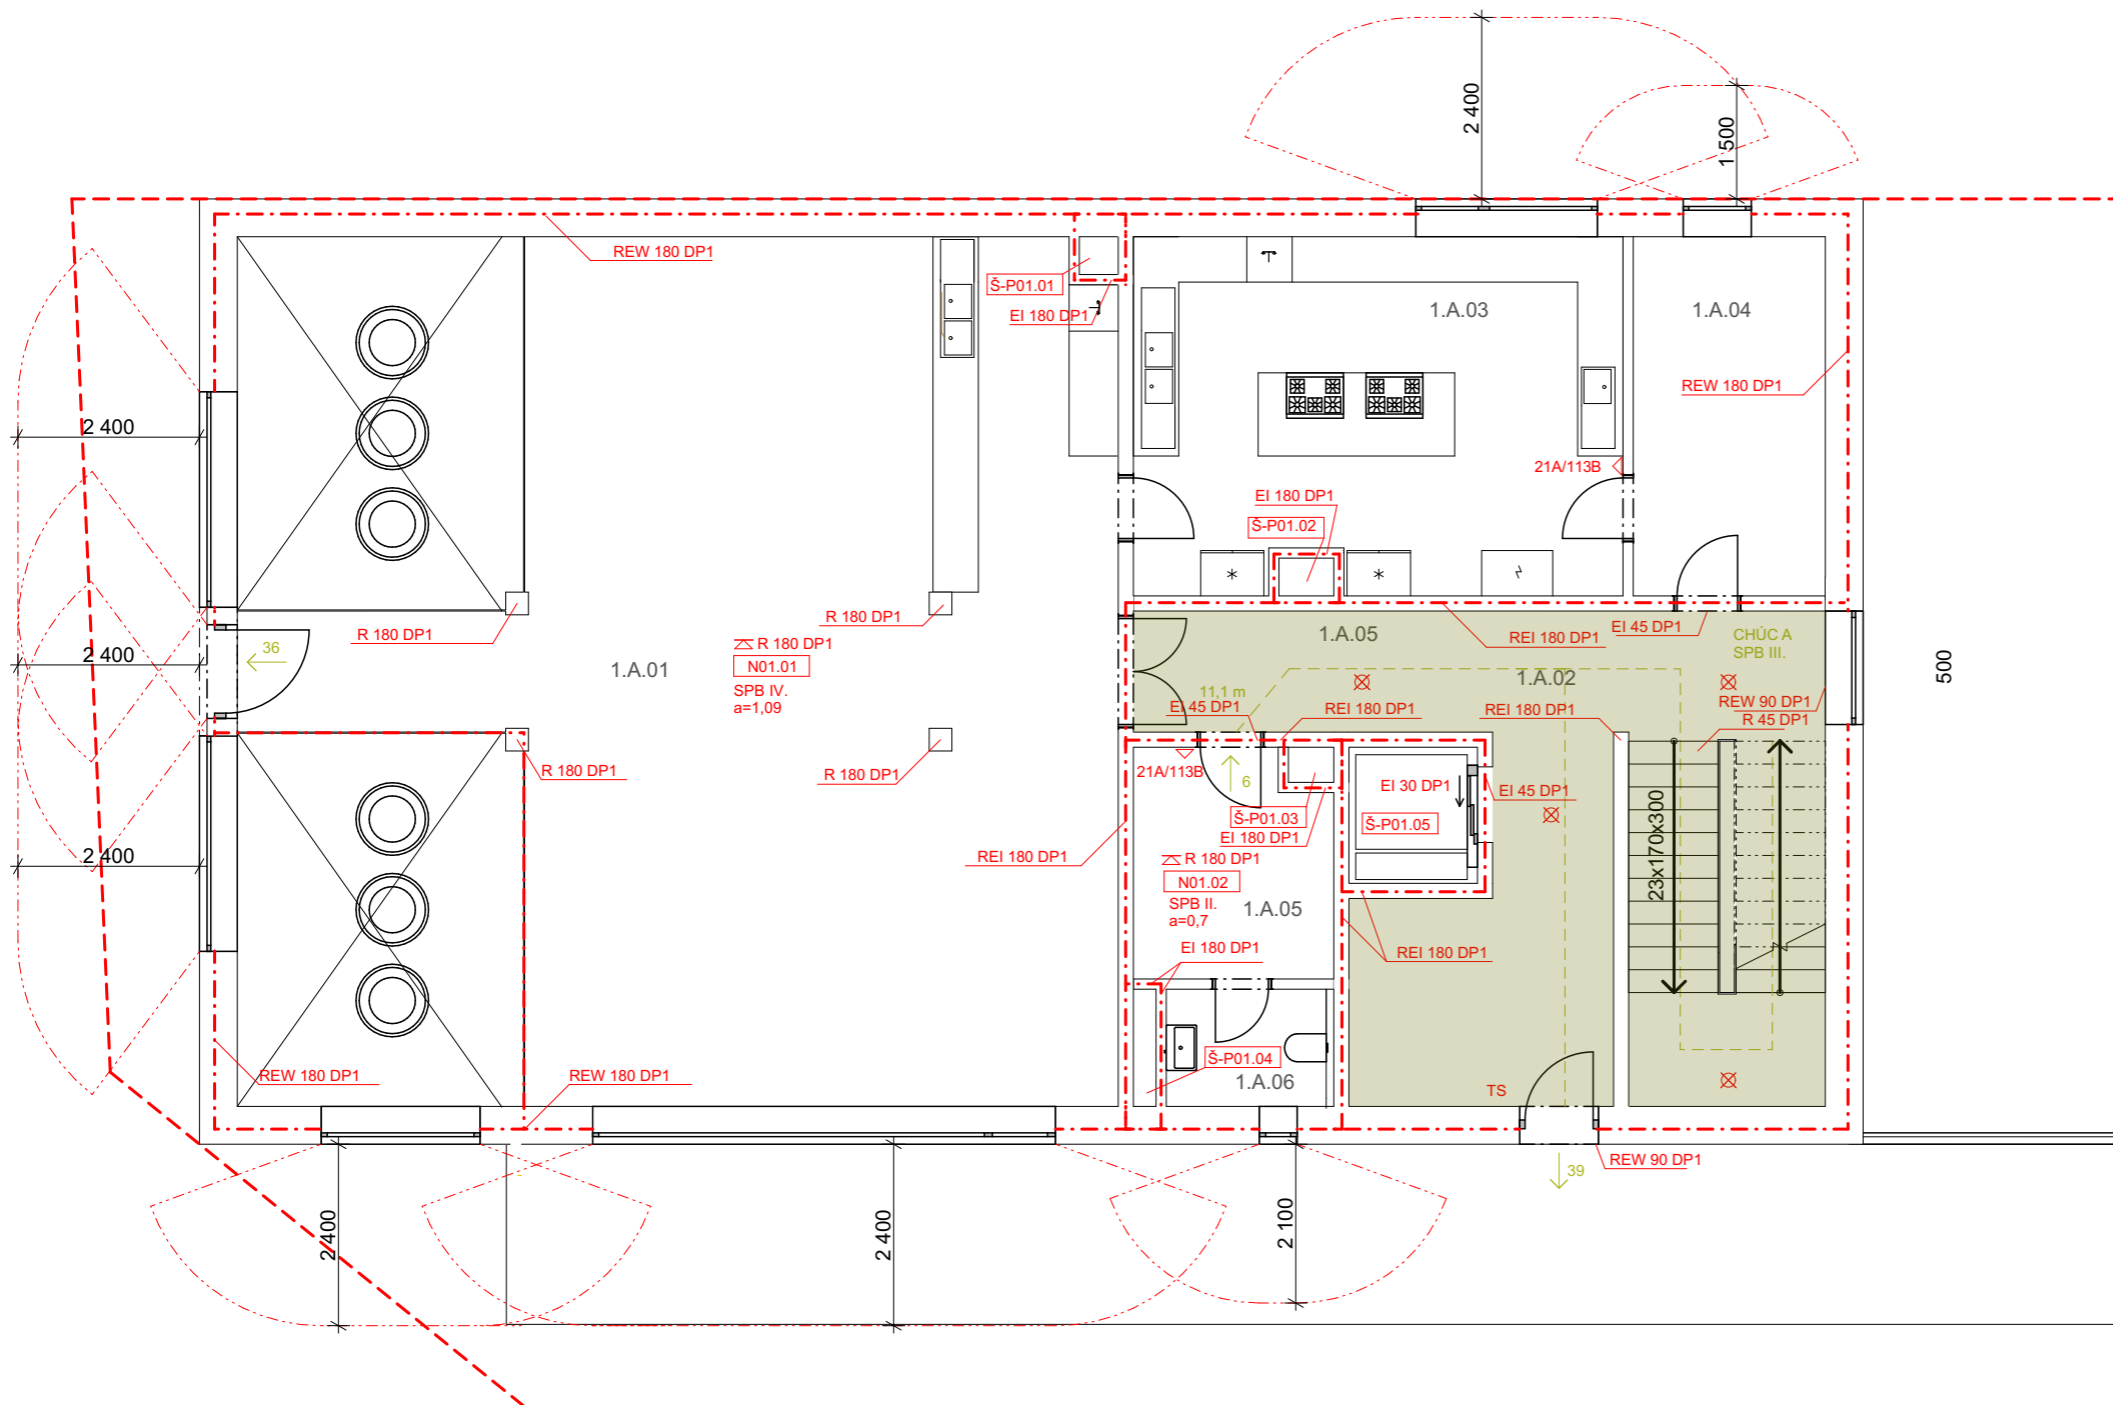 2 400
1 500
REW 180 DP1
Š-P01.01
EI 180 DP1
1.A.03
1.A.04
REW 180 DP1
2 400
21A/113B
EI 180 DP1
Š-P01.02
R 180 DP1
R 180 DP1
36
2 400
1.A.01
R 180 DP1
N01.01
SPB IV.
a=1,09
1.A.05
REI 180 DP1
EI 45 DP1
CHÚC A
SPB III.
500
1.A.02
11,1 m
EI 45 DP1
REI 180 DP1
REI 180 DP1
REW 90 DP1
R 45 DP1
R 180 DP1
R 180 DP1
21A/113B
6
EI 30 DP1
EI 45 DP1
Š-P01.03
EI 180 DP1
Š-P01.05
23x170x300
2 400
REI 180 DP1
R 180 DP1
N01.02
SPB II.
a=0,7
1.A.05
EI 180 DP1
REI 180 DP1
Š-P01.04
1.A.06
REW 180 DP1
REW 180 DP1
TS
REW 90 DP1
39
2 400
2 400
2 100